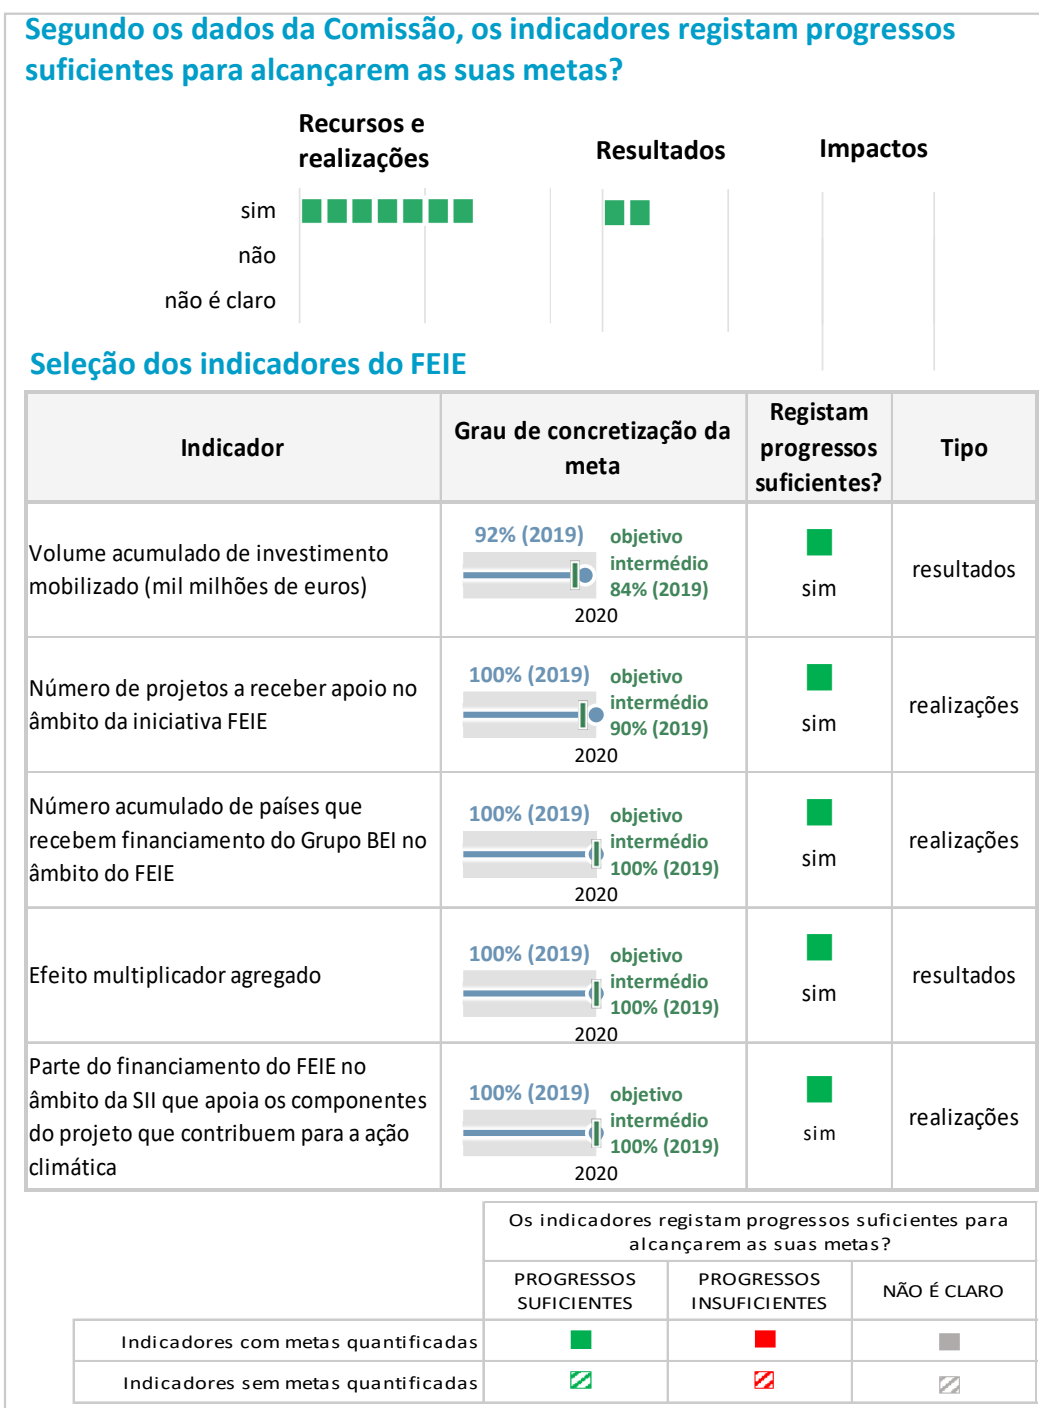 Segundo os dados da Comissão, os indicadores registam progressos
suficientes para alcançarem as suas metas?
Recursos e
realizações
Resultados
Impactos
sim
não
não é claro
Seleção dos indicadores do FEIE
Indicador
Grau de concretização da
meta
Registam
progressos
suficientes?
Tipo
Volume acumulado de investimento
mobilizado (mil milhões de euros)
92% (2019)
objetivo
intermédio
84% (2019)
2020
sim
resultados
Número de projetos a receber apoio no
âmbito da iniciativa FEIE
100% (2019)
objetivo
intermédio
90% (2019)
2020
sim
realizações
Número acumulado de países que
recebem financiamento do Grupo BEI no
âmbito do FEIE
100% (2019)
objetivo
intermédio
100% (2019)
2020
sim
realizações
Efeito multiplicador agregado
100% (2019)
objetivo
intermédio
100% (2019)
2020
sim
resultados
Parte do financiamento do FEIE no
âmbito da SII que apoia os componentes
do projeto que contribuem para a ação
climática
100% (2019)
objetivo
intermédio
100% (2019)
2020
sim
realizações
Os indicadores registam progressos suficientes para
alcançarem as suas metas?
PROGRESSOS
SUFICIENTES
PROGRESSOS
INSUFICIENTES
NÃO É CLARO
Indicadores com metas quantificadas
Indicadores sem metas quantificadas